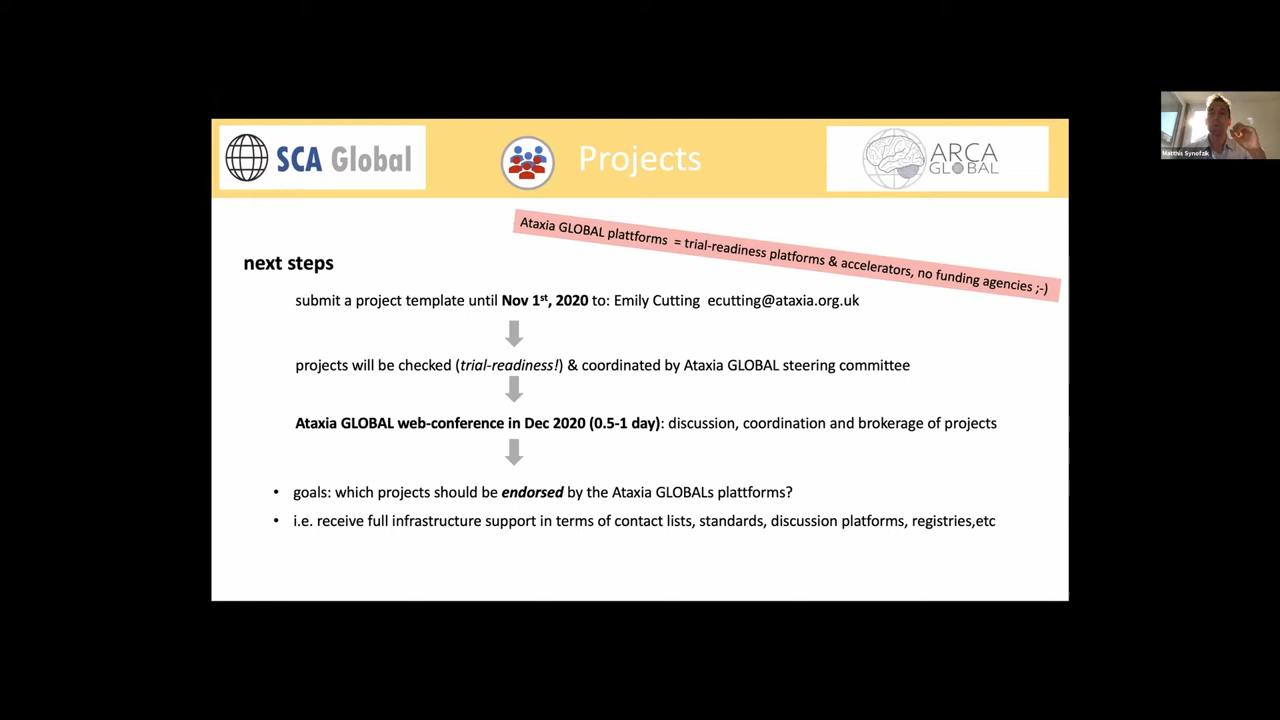 SCA Global
Projects
ARCA
GLOBAL
Matthis Synofzik
Ataxia GLOBAL plattforms = trial-readiness platforms & accelerators, no funding agencies ;-)
next steps
submit a project template until Nov 1st, 2020 to: Emily Cutting ecutting@ataxia.org.uk
projects will be checked (trial-readiness!) & coordinated by Ataxia GLOBAL steering committee
Ataxia GLOBAL web-conference in Dec 2020 (0.5-1 day): discussion, coordination and brokerage of projects
• goals: which projects should be endorsed by the Ataxia GLOBALs plattforms?
• i.e. receive full infrastructure support in terms of contact lists, standards, discussion platforms, registries,etc